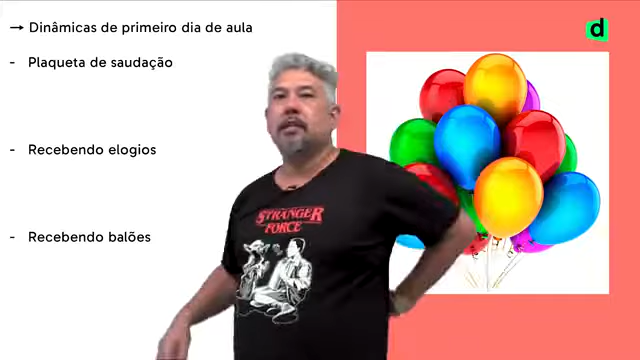 → Dinâmicas de primeiro dia de aula
- Plaqueta de saudação
- Recebendo elogios
- Recebendo balões
STRANGER
FORCE
d